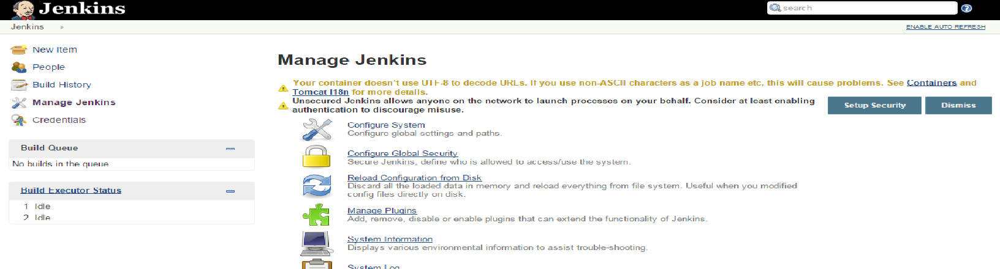 Jenkins
search
?
Jenkins
ENABLE AUTO REFRESH
New Item
People
Build History
Manage Jenkins
Credentials
Build Queue
No builds in the queue
Build Executor Status
1 Idle
2 Idle
Manage Jenkins
Your container doesn't use UTF-8 to decode URLs. If you use non-ASCII characters as a job name etc, this will cause problems. See Containers and
Tomcat I18n for more details.
Unsecured Jenkins allows anyone on the network to launch processes on your behalf. Consider at least enabling
authentication to discourage misuse.
Setup Security
Dismiss
Configure System
Configure global settings and paths.
Configure Global Security
Secure Jenkins, define who is allowed to access/use the system.
Reload Configuration from Disk
Discard all the loaded data in memory and reload everything from file system. Useful when you modified
config files directly on disk.
Manage Plugins
Add, remove, disable or enable plugins that can extend the functionality of Jenkins.
System Information
Displays various environmental information to assist trouble-shooting.
System Log